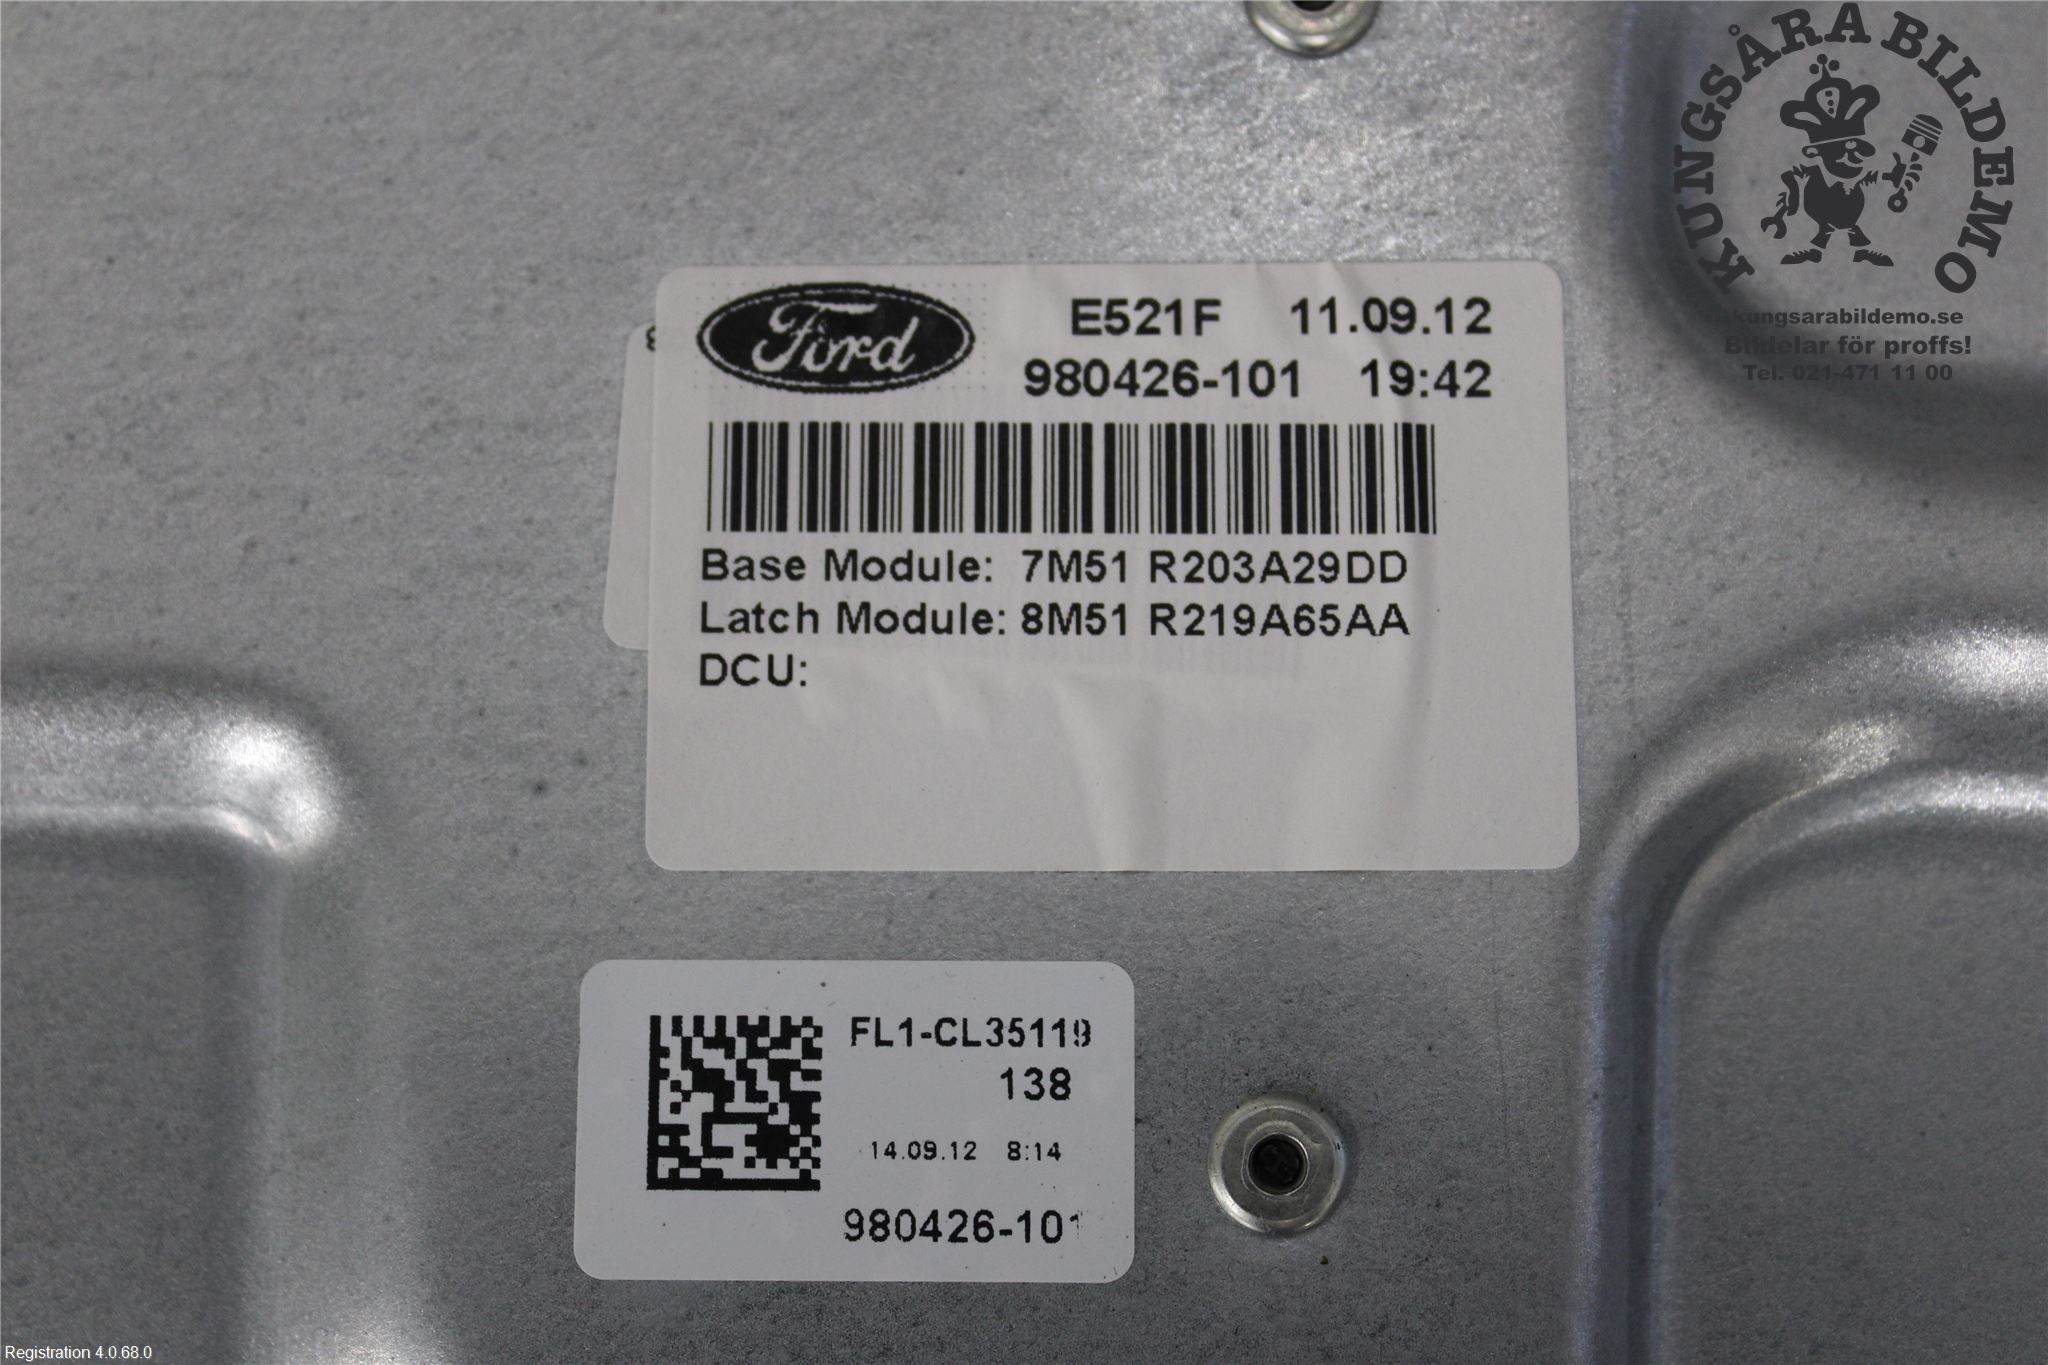 KUNGSÅRA BILDEMO
kungsarabildemo.se
Bildelar för proffs!
Tel. 021-471 11 00
Ford
E521F 11.09.12
980426-101 19:42
Base Module: 7M51 R203A29DD
Latch Module: 8M51 R219A65AA
DCU:
FL1-CL35119
138
14.09.12 8:14
980426-101
Registration 4.0.68.0